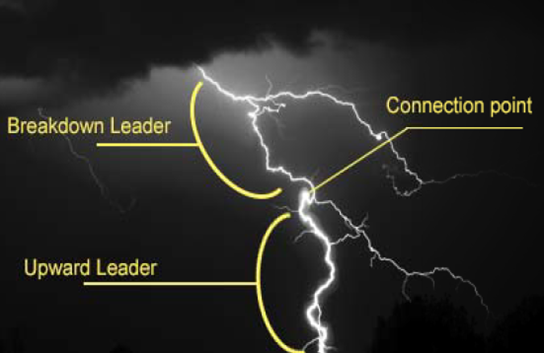 Connection point
Breakdown Leader
Upward Leader